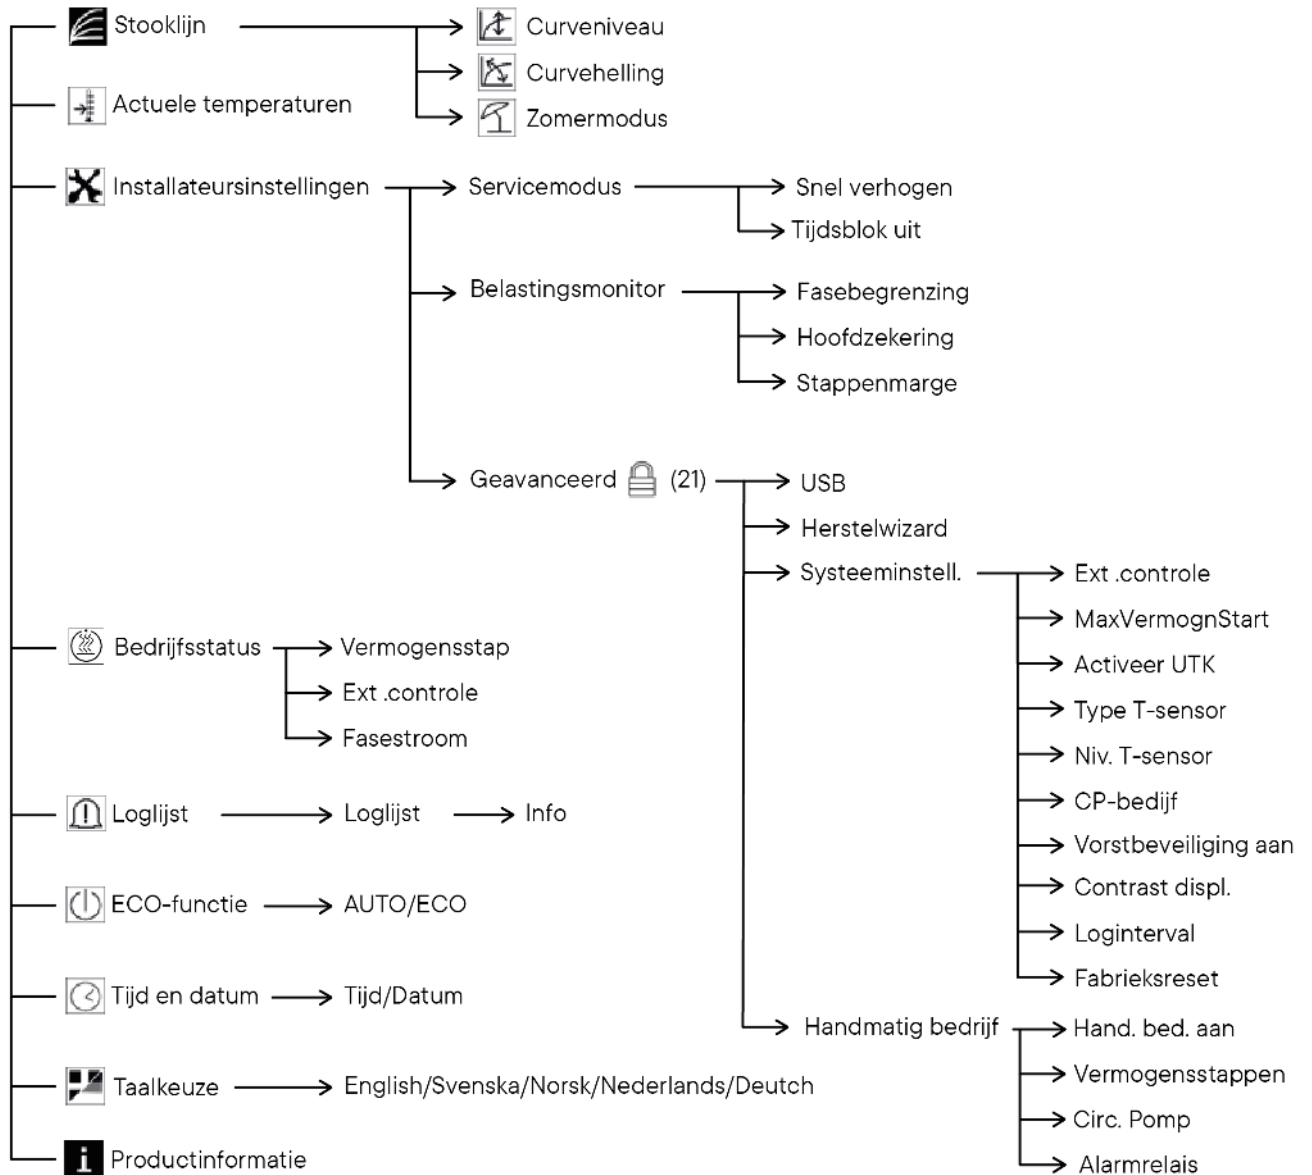 Stooklijn
Curveniveau
Curvehelling
Zomermodus
Actuele temperaturen
Installateursinstellingen
Servicemodus
Snel verhogen
Tijdsblok uit
Belastingsmonitor
Fasebegrenzing
Hoofdzekering
Stappenmarge
Geavanceerd (21)
USB
Herstelwizard
Systeeminstell.
Ext .controle
MaxVermognStart
Activeer UTK
Type T-sensor
Niv. T-sensor
CP-bedijf
Vorstbeveiliging aan
Contrast displ.
Loginterval
Fabrieksreset
Handmatig bedrijf
Hand. bed. aan
Vermogensstappen
Circ. Pomp
Alarmrelais
Bedrijfsstatus
Vermogensstap
Ext .controle
Fasestroom
Loglijst
Loglijst
Info
ECO-functie
AUTO/ECO
Tijd en datum
Tijd/Datum
Taalkeuze
English/Svenska/Norsk/Nederlands/Deutch
Productinformatie